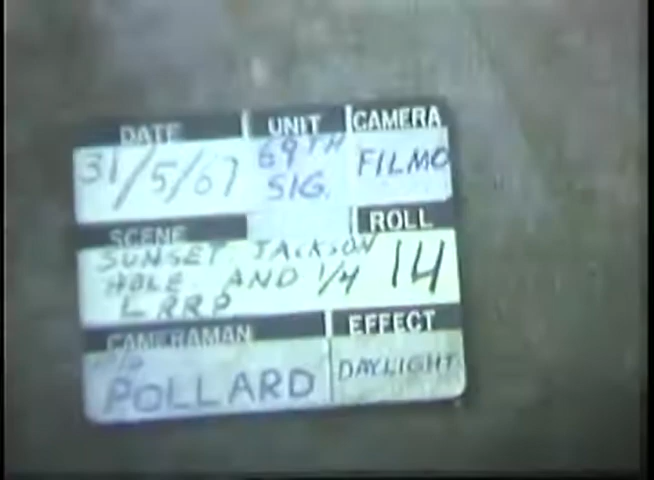 DATE UNIT CAMERA
31/5/67 69TH SIG. FILMO
SCENE ROLL
SUNSET JACKSON
HOLE AND 1/4 14
LRRP
CAMERAMAN EFFECT
POLLARD DAYLIGHT